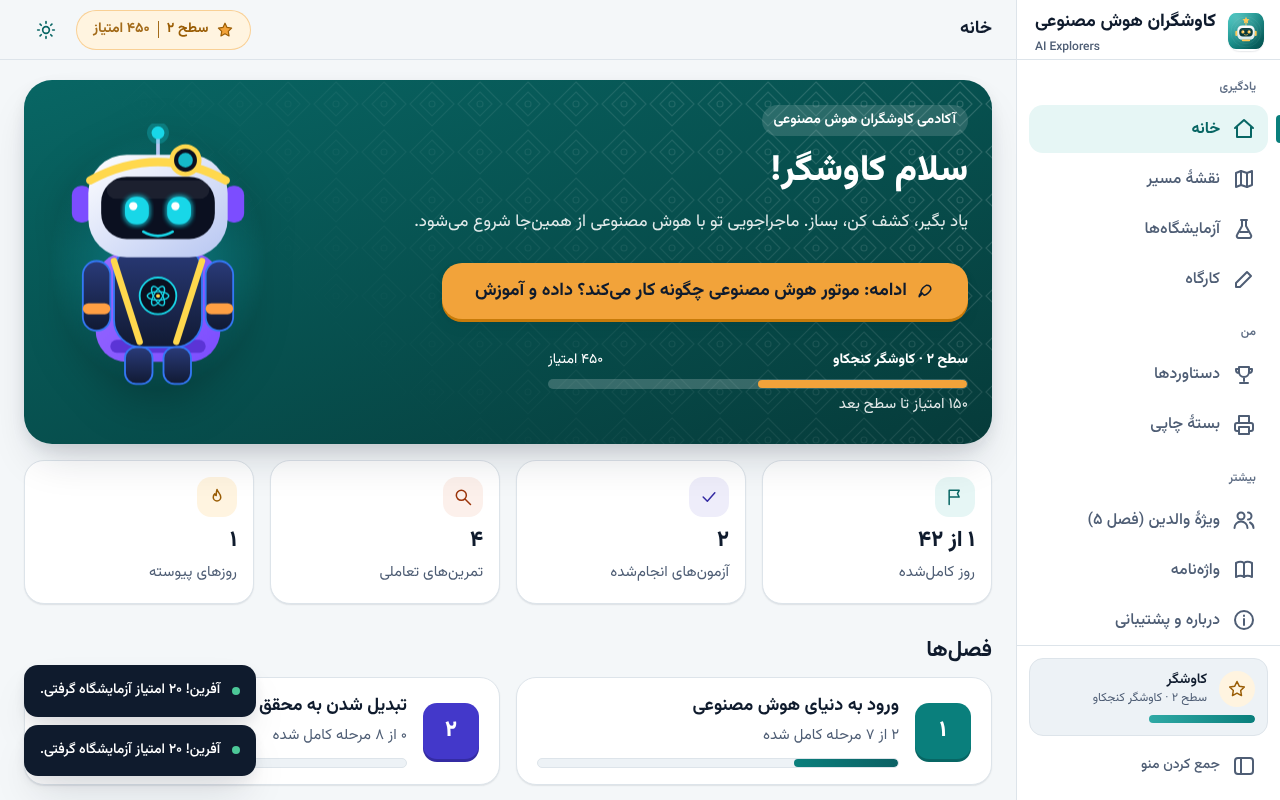 کاوشگران هوش مصنوعی
AI Explorers
یادگیری
خانه
نقشهٔ مسیر
آزمایشگاه‌ها
کارگاه
من
دستاوردها
بستهٔ چاپی
بیشتر
ویژهٔ والدین (فصل ۵)
واژه‌نامه
درباره و پشتیبانی
کاوشگر
سطح ۲ · کاوشگر کنجکاو
جمع کردن منو
خانه
سطح ۲ | ۴۵۰ امتیاز
آکادمی کاوشگران هوش مصنوعی
سلام کاوشگر!
یاد بگیر، کشف کن، بساز. ماجراجویی تو با هوش مصنوعی از همین‌جا شروع می‌شود.
ادامه: موتور هوش مصنوعی چگونه کار می‌کند؟ داده و آموزش
سطح ۲ · کاوشگر کنجکاو
۴۵۰ امتیاز
۱۵۰ امتیاز تا سطح بعد
۱ از ۴۲
روز کامل‌شده
۲
آزمون‌های انجام‌شده
۴
تمرین‌های تعاملی
۱
روزهای پیوسته
فصل‌ها
۱
ورود به دنیای هوش مصنوعی
۲ از ۷ مرحله کامل شده
۲
تبدیل شدن به محقق
۰ از ۸ مرحله کامل شده
آفرین! ۲۰ امتیاز آزمایشگاه گرفتی.
آفرین! ۲۰ امتیاز آزمایشگاه گرفتی.